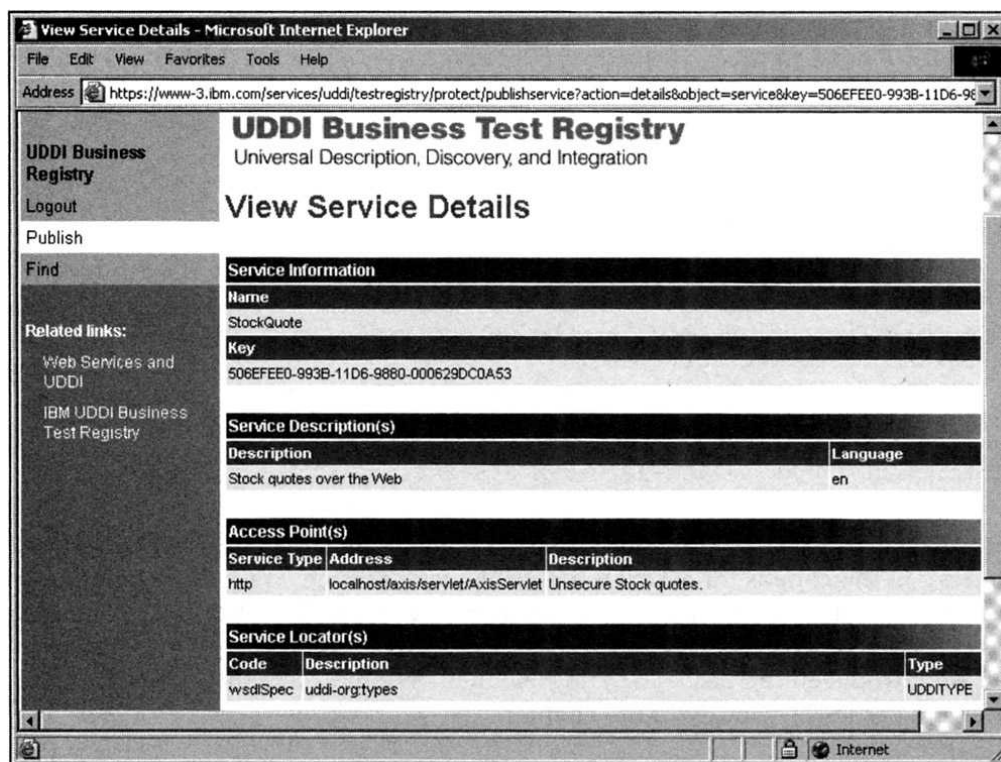 View Service Details - Microsoft Internet Explorer
File Edit View Favorites Tools Help
Address https://www-3.ibm.com/services/uddi/testregistry/protect/publishservice?action=details&object=service&key=506EFEE0-993B-11D6-98
UDDI Business Registry
Logout
Publish
Find
Related links:
Web Services and
UDDI
IBM UDDI Business
Test Registry
UDDI Business Test Registry
Universal Description, Discovery, and Integration
View Service Details
Service Information
Name
StockQuote
Key
506EFEE0-993B-11D6-9880-000629DC0A53
Service Description(s)
Description Language
Stock quotes over the Web en
Access Point(s)
Service Type Address Description
http localhost/axis/servlet/AxisServlet Unsecure Stock quotes.
Service Locator(s)
Code Description Type
wsdlSpec uddi-org:types UDDITYPE
Internet